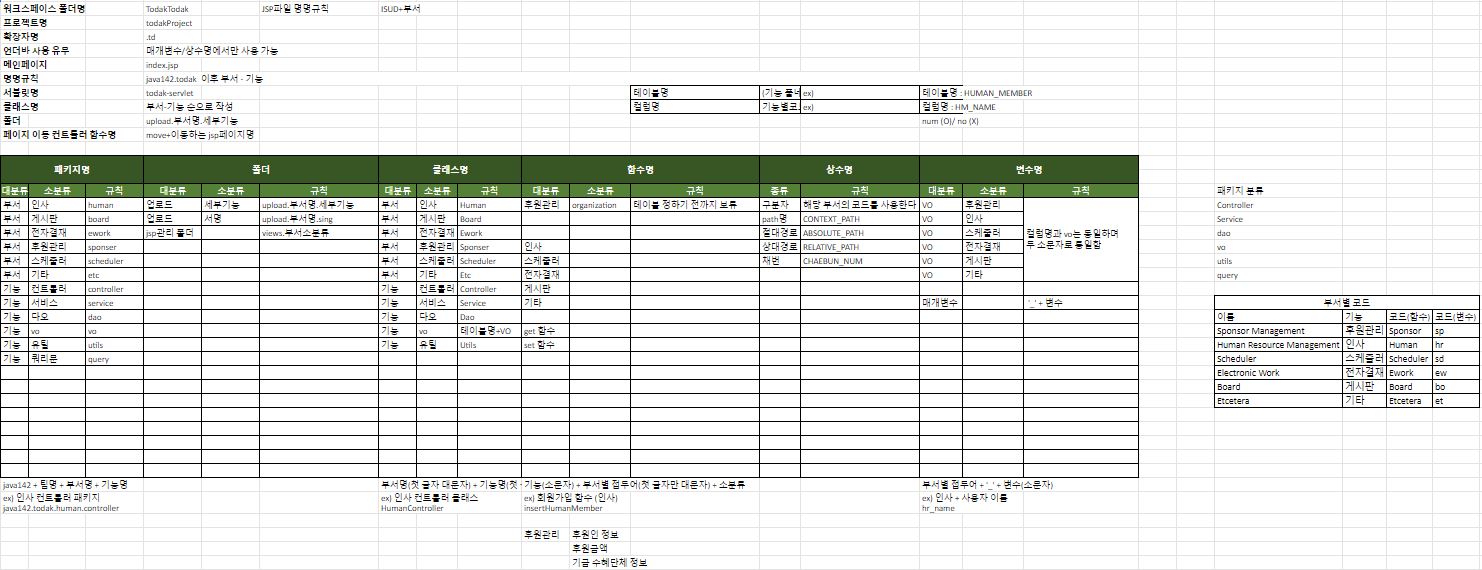 워크스페이스 폴더명 TodakTodak JSP파일 명명규칙 ISUD+부서
프로젝트명 todakProject
확장자명 .td
언더바 사용 유무 매개변수/상수명에서만 사용 가능
메인페이지 index.jsp
명명규칙 java142.todak 이후 부서 - 기능
서블릿명 todak-servlet 테이블명 (기능 풀네 ex) 테이블명 : HUMAN_MEMBER
클래스명 부서-기능 순으로 작성 컬럼명 기능별코 ex) 컬럼명 : HM_NAME
폴더 upload.부서명.세부기능 num (O)/ no (X)
페이지 이동 컨트롤러 함수명 move+이동하는 jsp페이지명
패키지명 폴더 클래스명 함수명 상수명 변수명
대분류 소분류 규칙 대분류 소분류 규칙 대분류 소분류 규칙 대분류 소분류 규칙 종류 규칙 대분류 소분류 규칙 패키지 분류
부서 인사 human 업로드 세부기능 upload.부서명.세부기능 부서 인사 Human 후원관리 organization 테이블 정하기 전까지 보류 구분자 해당 부서의 코드를 사용한다 VO 후원관리 Controller
부서 게시판 board 업로드 서명 upload.부서명.sing 부서 게시판 Board path명 CONTEXT_PATH VO 인사 Service
부서 전자결재 ework jsp관리 폴더 views.부서소분류 부서 전자결재 Ework 절대경로 ABSOLUTE_PATH VO 스케줄러 컬럼명과 vo는 동일하며 dao
부서 후원관리 sponser 부서 후원관리 Sponser 인사 상대경로 RELATIVE_PATH VO 전자결재 두 소문자로 통일함 vo
부서 스케줄러 scheduler 부서 스케줄러 Scheduler 스케줄러 채번 CHAEBUN_NUM VO 게시판 utils
부서 기타 etc 부서 기타 Etc 전자결재 VO 기타 query
기능 컨트롤러 controller 기능 컨트롤러 Controller 게시판
기능 서비스 service 기능 서비스 Service 기타 매개변수 '_' + 변수 부서별 코드
기능 다오 dao 기능 다오 Dao 이름 기능 코드(함수) 코드(변수)
기능 vo vo 기능 vo 테이블명+VO get 함수 Sponsor Management 후원관리 Sponsor sp
기능 유틸 utils 기능 유틸 Utils set 함수 Human Resource Management 인사 Human hr
기능 쿼리문 query Scheduler 스케줄러 Scheduler sd
Electronic Work 전자결재 Ework ew
Board 게시판 Board bo
Etcetera 기타 Etcetera et
java142 + 팀명 + 부서명 + 기능명 부서명(첫 글자 대문자) + 기능명(첫 기능(소문자) + 부서별 접두어(첫 글자만 대문자) + 소분류 부서별 접두어 + '_' + 변수(소문자)
ex) 인사 컨트롤러 패키지 ex) 인사 컨트롤러 클래스 ex) 회원가입 함수 (인사) ex) 인사 + 사용자 이름
java142.todak.human.controller HumanController insertHumanMember hr_name
후원관리 후원인 정보
후원금액
기금 수혜단체 정보